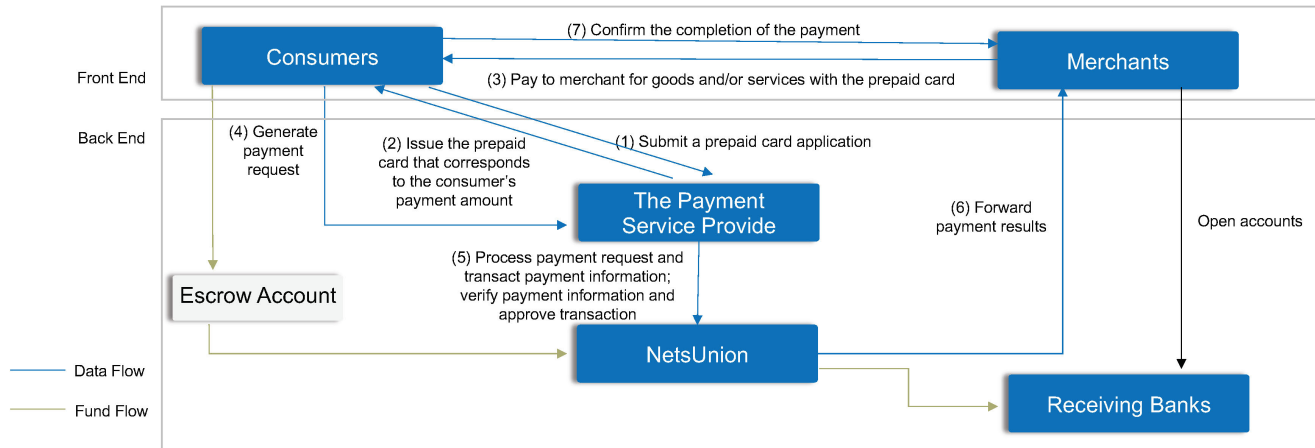 (7) Confirm the completion of the payment
Consumers
Merchants
Front End
(3) Pay to merchant for goods and/or services with the prepaid card
Back End
(4) Generate
payment
request
(2) Issue the prepaid
card that corresponds
to the consumer’s
payment amount
(1) Submit a prepaid card application
The Payment
Service Provide
(6) Forward
payment results
Open accounts
(5) Process payment request and
transact payment information;
verify payment information and
approve transaction
Escrow Account
NetsUnion
Data Flow
Fund Flow
Receiving Banks